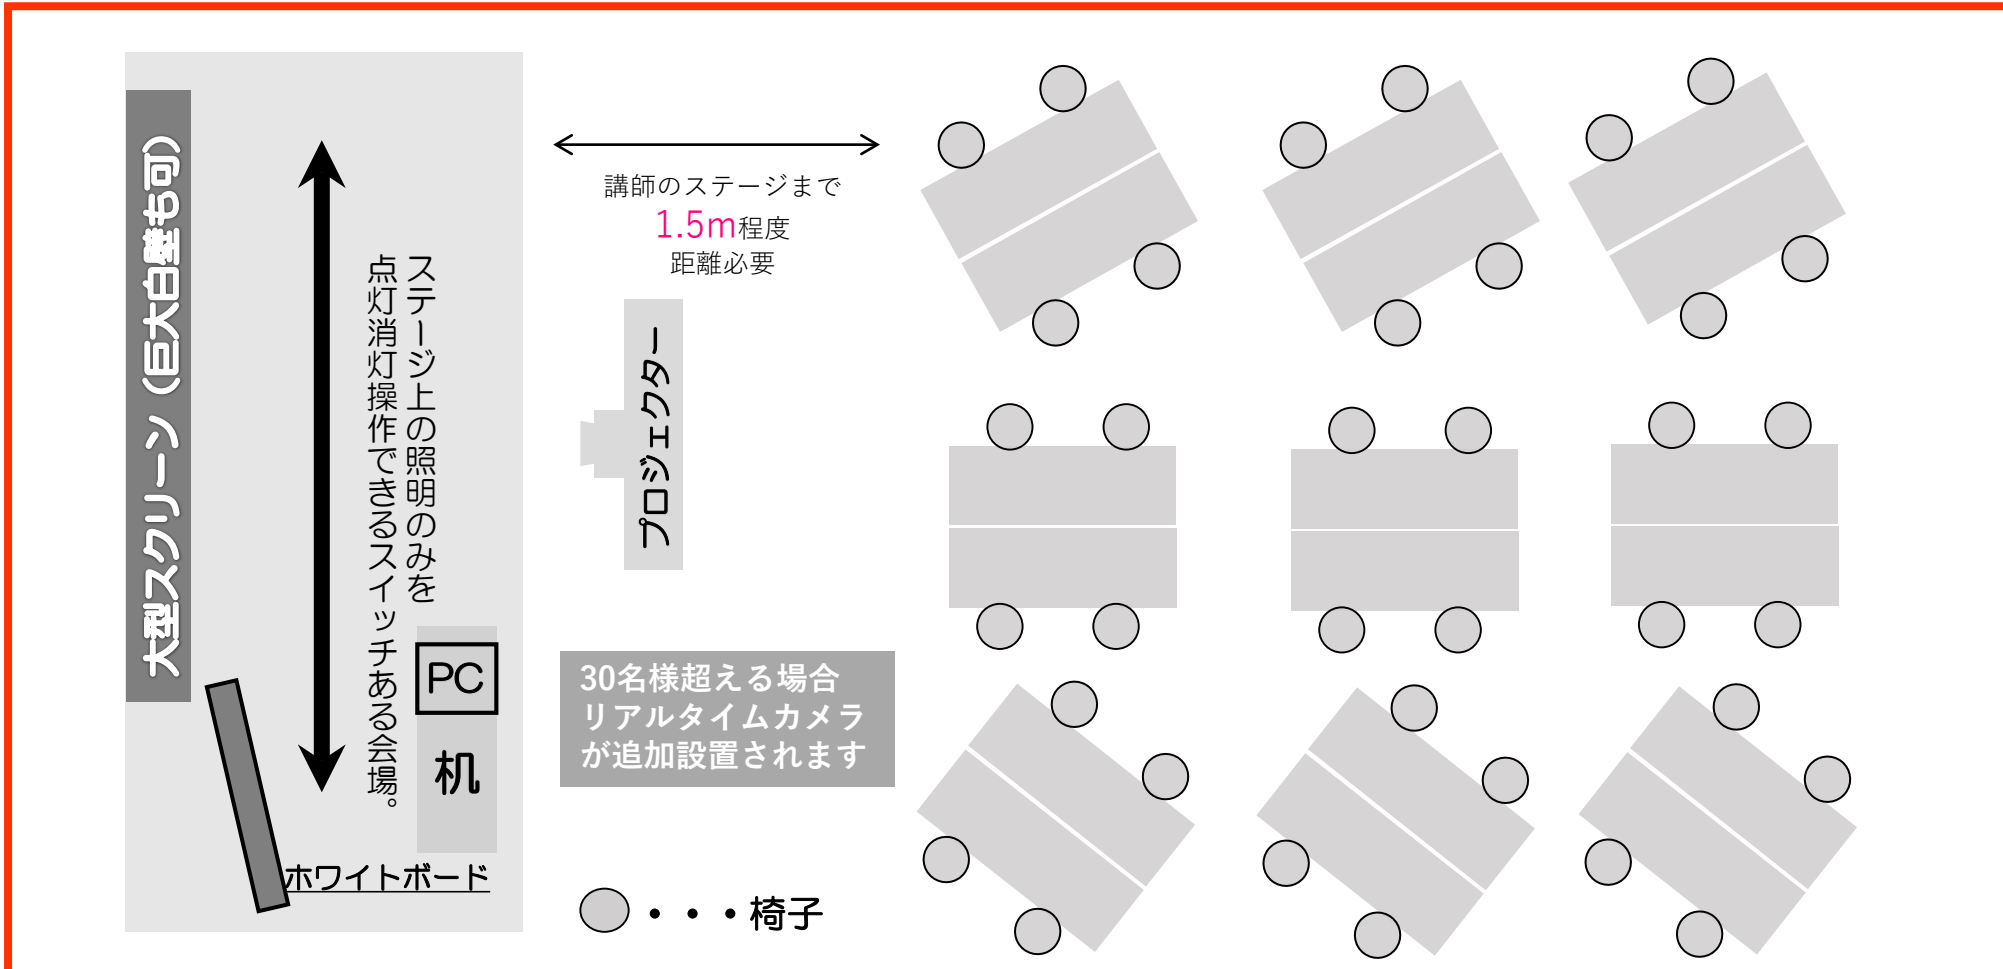 大型スクリーン（巨大白壁も可）
ステージ上の照明のみを
点灯消灯操作できるスイッチある会場。
PC
机
ホワイトボード
講師のステージまで
1.5m程度
距離必要
プロジェクター
30名様超える場合
リアルタイムカメラ
が追加設置されます
・・・椅子